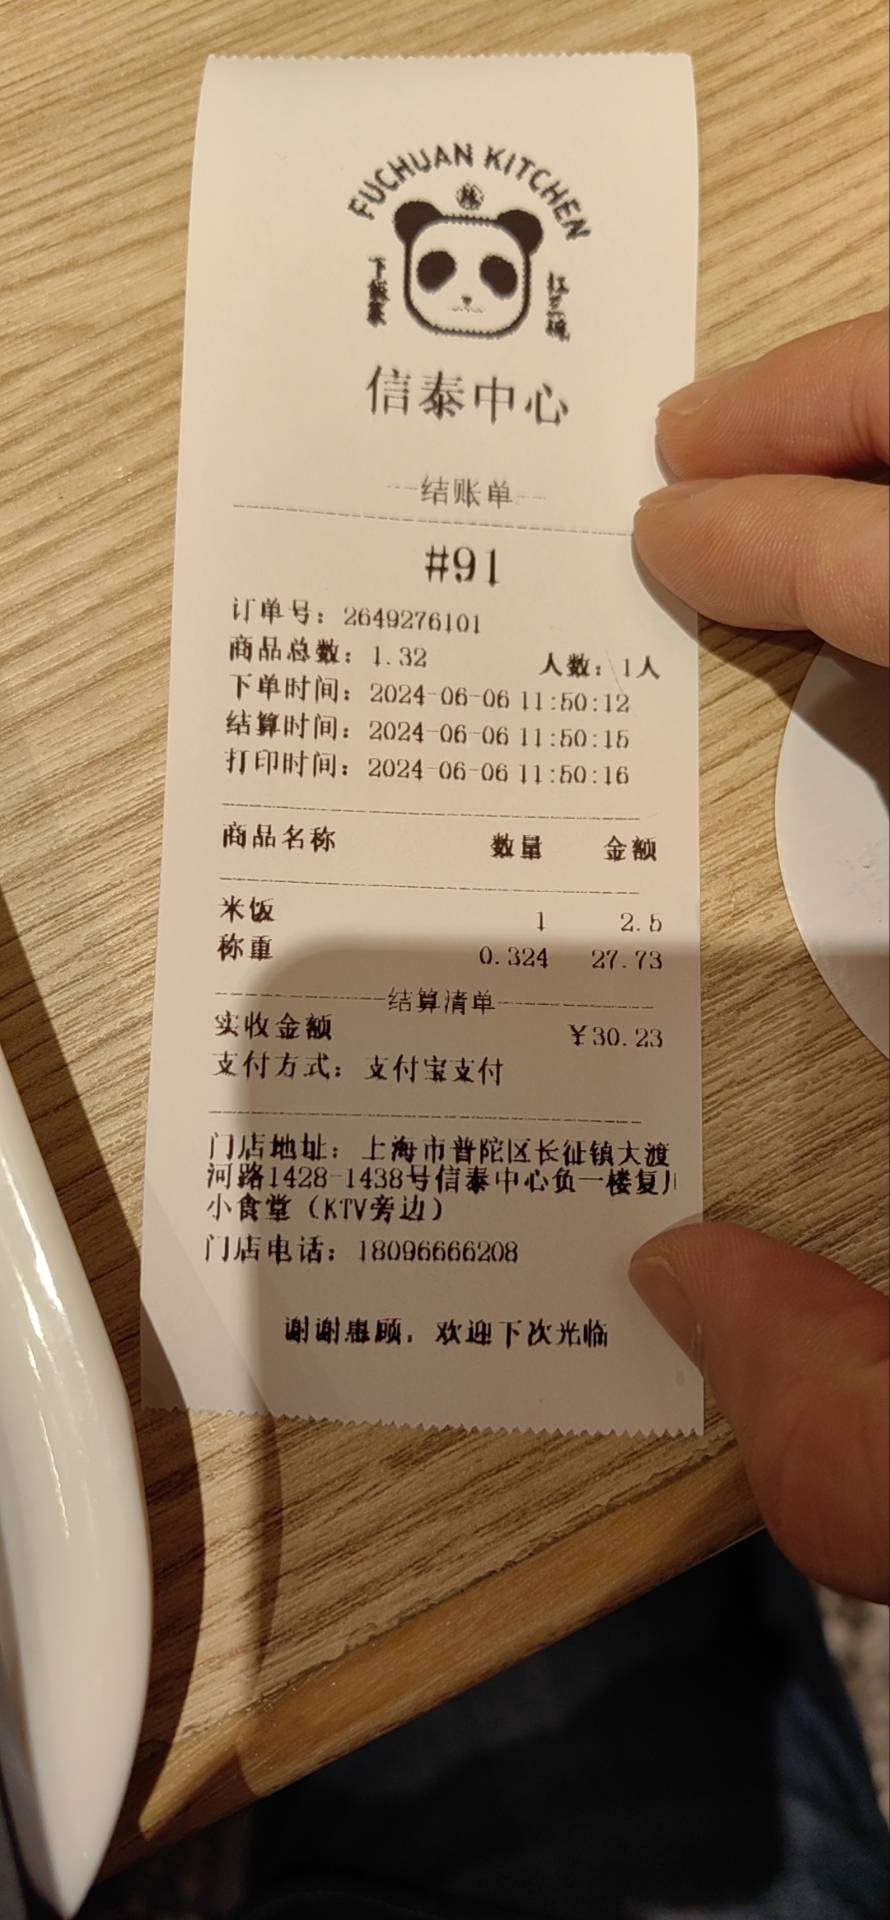 FUCHUAN KITCHEN
下饭菜
信泰中心
结账单
#91
订单号：2649276101
商品总数：1.32 人数：1人
下单时间：2024-06-06 11:50:12
结算时间：2024-06-06 11:50:15
打印时间：2024-06-06 11:50:16
商品名称 数量 金额
米饭 1 2.5
称重 0.324 27.73
结算清单
实收金额 ￥30.23
支付方式：支付宝支付
门店地址：上海市普陀区长征镇大渡
河路1428-1438号信泰中心负一楼复川
小食堂（KTV旁边）
门店电话：18096666208
谢谢惠顾，欢迎下次光临